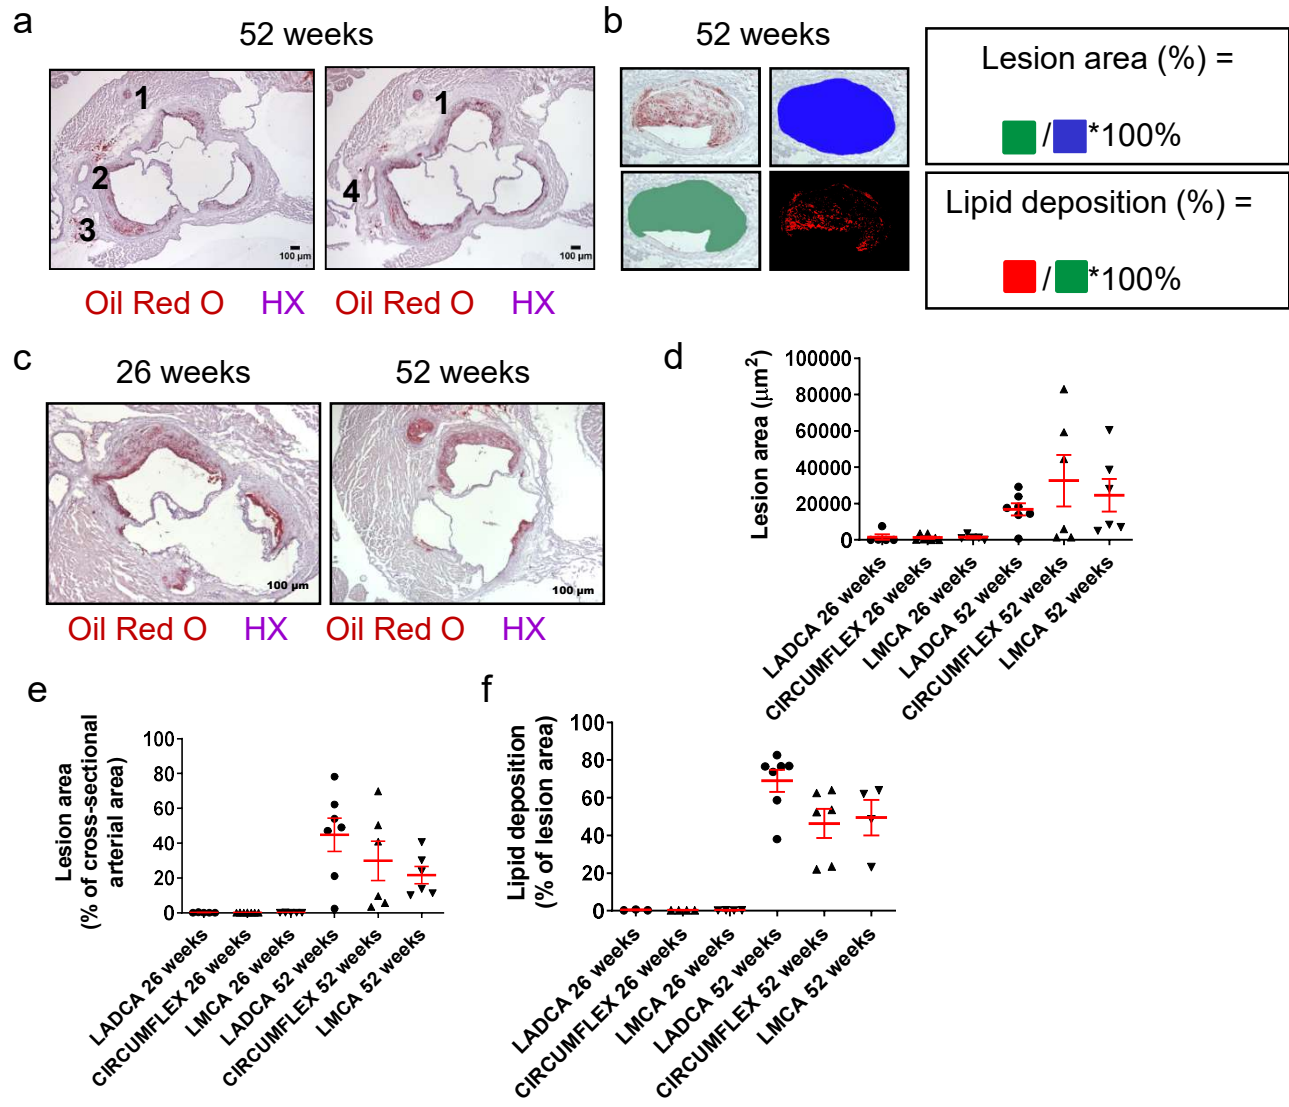 a
52 weeks
1
2
3
100 µm
1
4
100 µm
Oil Red O HX
Oil Red O HX
b
52 weeks
Lesion area (%) =
/ *100%
Lipid deposition (%) =
/ *100%
c
26 weeks
100 µm
52 weeks
100 µm
Oil Red O HX
Oil Red O HX
d
Lesion area (µm²)
100000
80000
60000
40000
20000
0
LADCA 26 weeks
CIRCUMFLEX 26 weeks
LMCA 26 weeks
LADCA 52 weeks
CIRCUMFLEX 52 weeks
LMCA 52 weeks
e
Lesion area
(% of cross-sectional
arterial area)
100
80
60
40
20
0
LADCA 26 weeks
CIRCUMFLEX 26 weeks
LMCA 26 weeks
LADCA 52 weeks
CIRCUMFLEX 52 weeks
LMCA 52 weeks
f
Lipid deposition
(% of lesion area)
100
80
60
40
20
0
LADCA 26 weeks
CIRCUMFLEX 26 weeks
LMCA 26 weeks
LADCA 52 weeks
CIRCUMFLEX 52 weeks
LMCA 52 weeks